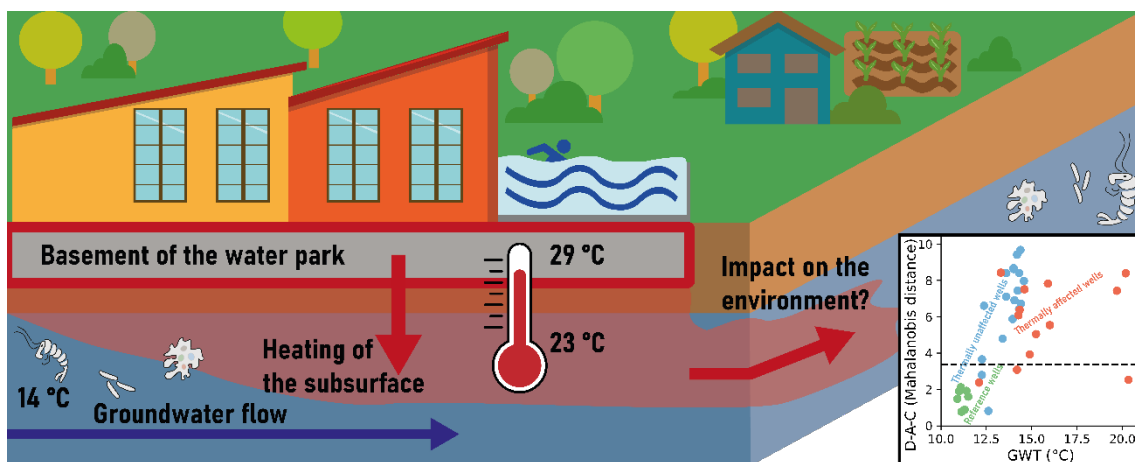 Basement of the water park
29 °C
Impact on the
environment?
Heating of
the subsurface
23 °C
14 °C
Groundwater flow
D-A-C (Mahalanobis distance)
10
8
6
4
2
0
Thermally unaffected wells
Thermally affected wells
Reference wells
10.0 12.5 15.0 17.5 20.0
GWT (°C)